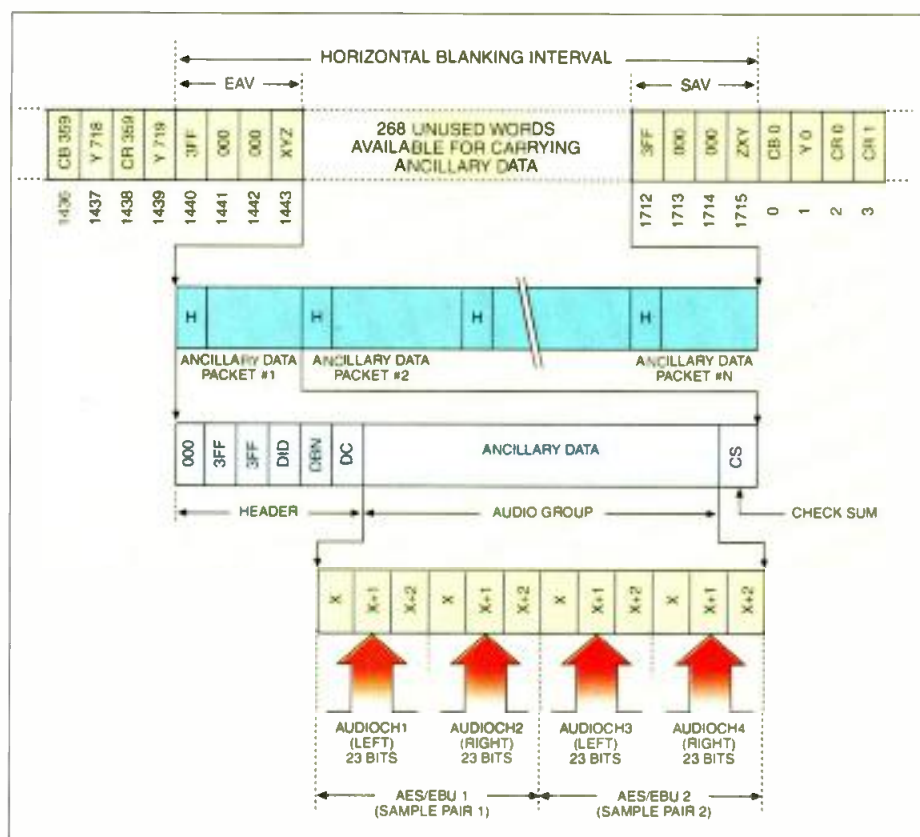 HORIZONTAL BLANKING INTERVAL
EAV
SAV
CB 359
Y 718
CR 359
Y 719
3FF
000
000
XYZ
268 UNUSED WORDS
AVAILABLE FOR CARRYING
ANCILLARY DATA
3FF
000
000
ZXY
CB 0
Y 0
CR 0
CR 1
1436
1437
1438
1439
1440
1441
1442
1443
1712
1713
1714
1715
0
1
2
3
H
H
H
H
ANCILLARY DATA
PACKET #1
ANCILLARY DATA
PACKET #2
ANCILLARY DATA
PACKET #N
000
3FF
3FF
DID
DBN
DC
ANCILLARY DATA
CS
HEADER
AUDIO GROUP
CHECK SUM
X
X+1
X+2
X
X+1
X+2
X
X+1
X+2
X
X+1
X+2
AUDIOCH1
(LEFT)
23 BITS
AUDIOCH2
(RIGHT)
23 BITS
AUDIOCH3
(LEFT)
23 BITS
AUDIOCH4
(RIGHT)
23 BITS
AES/EBU 1
(SAMPLE PAIR 1)
AES/EBU 2
(SAMPLE PAIR 2)